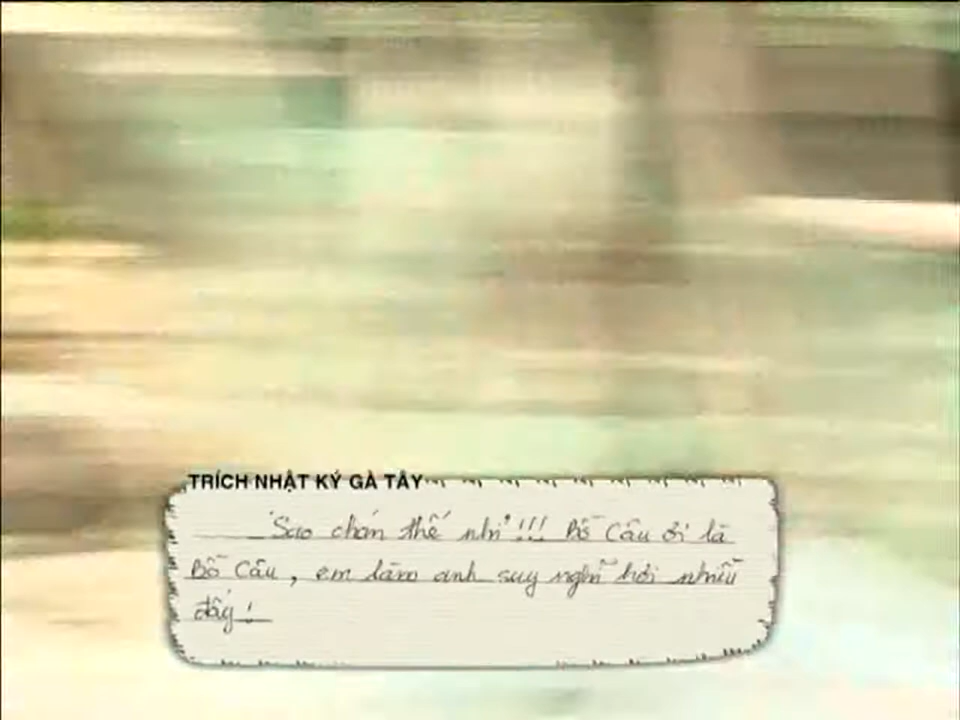 TRÍCH NHẬT KÝ GÀ TÂY
Sao chán thế nhỉ!!! Bồ Câu ơi là
Bồ Câu, em làm anh suy nghĩ hơi nhiều
đấy!